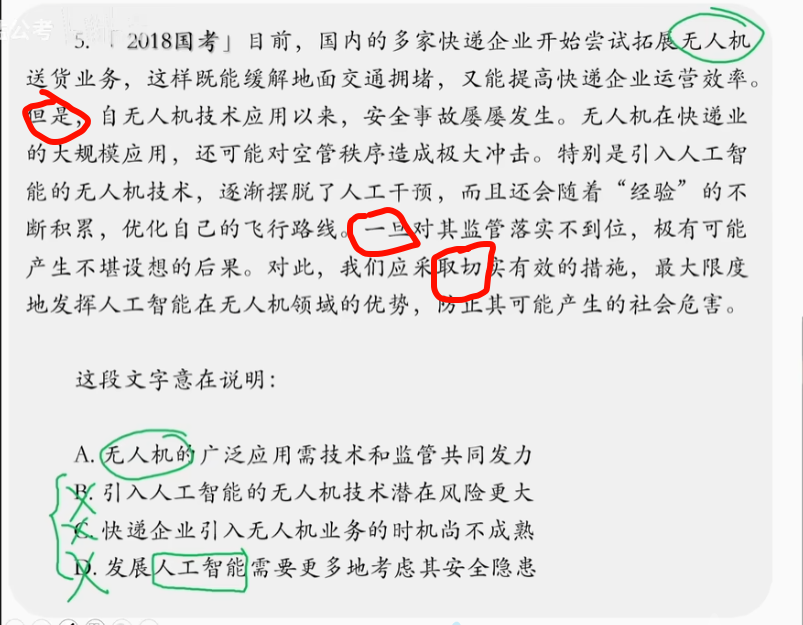 公考
5.「2018国考」目前，国内的多家快递企业开始尝试拓展无人机
送货业务，这样既能缓解地面交通拥堵，又能提高快递企业运营效率。
但是，自无人机技术应用以来，安全事故屡屡发生。无人机在快递业
的大规模应用，还可能对空管秩序造成极大冲击。特别是引入人工智
能的无人机技术，逐渐摆脱了人工干预，而且还会随着“经验”的不
断积累，优化自己的飞行路线。一旦对其监管落实不到位，极有可能
产生不堪设想的后果。对此，我们应采取切实有效的措施，最大限度
地发挥人工智能在无人机领域的优势，防止其可能产生的社会危害。
这段文字意在说明：
A. 无人机的广泛应用需技术和监管共同发力
B. 引入人工智能的无人机技术潜在风险更大
C. 快递企业引入无人机业务的时机尚不成熟
D. 发展人工智能需要更多地考虑其安全隐患